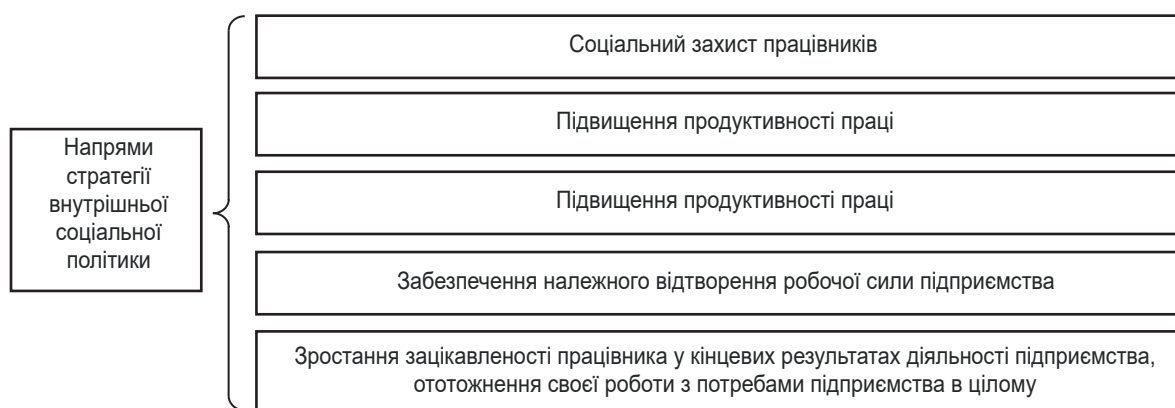 Соціальний захист працівників
Підвищення продуктивності праці
Напрями
стратегії
внутрішньої
соціальної
політики
Підвищення продуктивності праці
Забезпечення належного відтворення робочої сили підприємства
Зростання зацікавленості працівника у кінцевих результатах діяльності підприємства,
ототожнення своєї роботи з потребами підприємства в цілому